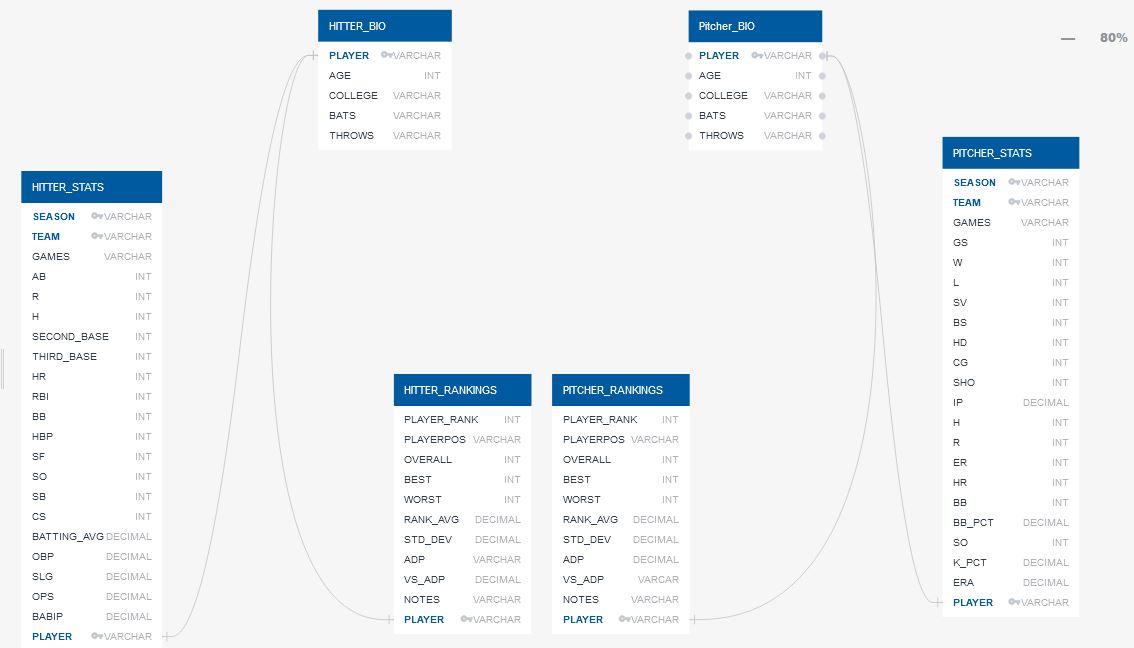 HITTER_BIO
PLAYER VARCHAR
AGE INT
COLLEGE VARCHAR
BATS VARCHAR
THROWS VARCHAR
Pitcher_BIO
PLAYER VARCHAR
AGE INT
COLLEGE VARCHAR
BATS VARCHAR
THROWS VARCHAR
80%
HITTER_STATS
SEASON VARCHAR
TEAM VARCHAR
GAMES VARCHAR
AB INT
R INT
H INT
SECOND_BASE INT
THIRD_BASE INT
HR INT
RBI INT
BB INT
HBP INT
SF INT
SO INT
SB INT
CS INT
BATTING_AVG DECIMAL
OBP DECIMAL
SLG DECIMAL
OPS DECIMAL
BABIP DECIMAL
PLAYER VARCHAR
HITTER_RANKINGS
PLAYER_RANK INT
PLAYERPOS VARCHAR
OVERALL INT
BEST INT
WORST INT
RANK_AVG DECIMAL
STD_DEV DECIMAL
ADP VARCHAR
VS_ADP DECIMAL
NOTES VARCHAR
PLAYER VARCHAR
PITCHER_RANKINGS
PLAYER_RANK INT
PLAYERPOS VARCHAR
OVERALL INT
BEST INT
WORST INT
RANK_AVG DECIMAL
STD_DEV DECIMAL
ADP DECIMAL
VS_ADP VARCAR
NOTES VARCHAR
PLAYER VARCHAR
PITCHER_STATS
SEASON VARCHAR
TEAM VARCHAR
GAMES VARCHAR
GS INT
W INT
L INT
SV INT
BS INT
HD INT
CG INT
SHO INT
IP DECIMAL
H INT
R INT
ER INT
HR INT
BB INT
BB_PCT DECIMAL
SO INT
K_PCT DECIMAL
ERA DECIMAL
PLAYER VARCHAR